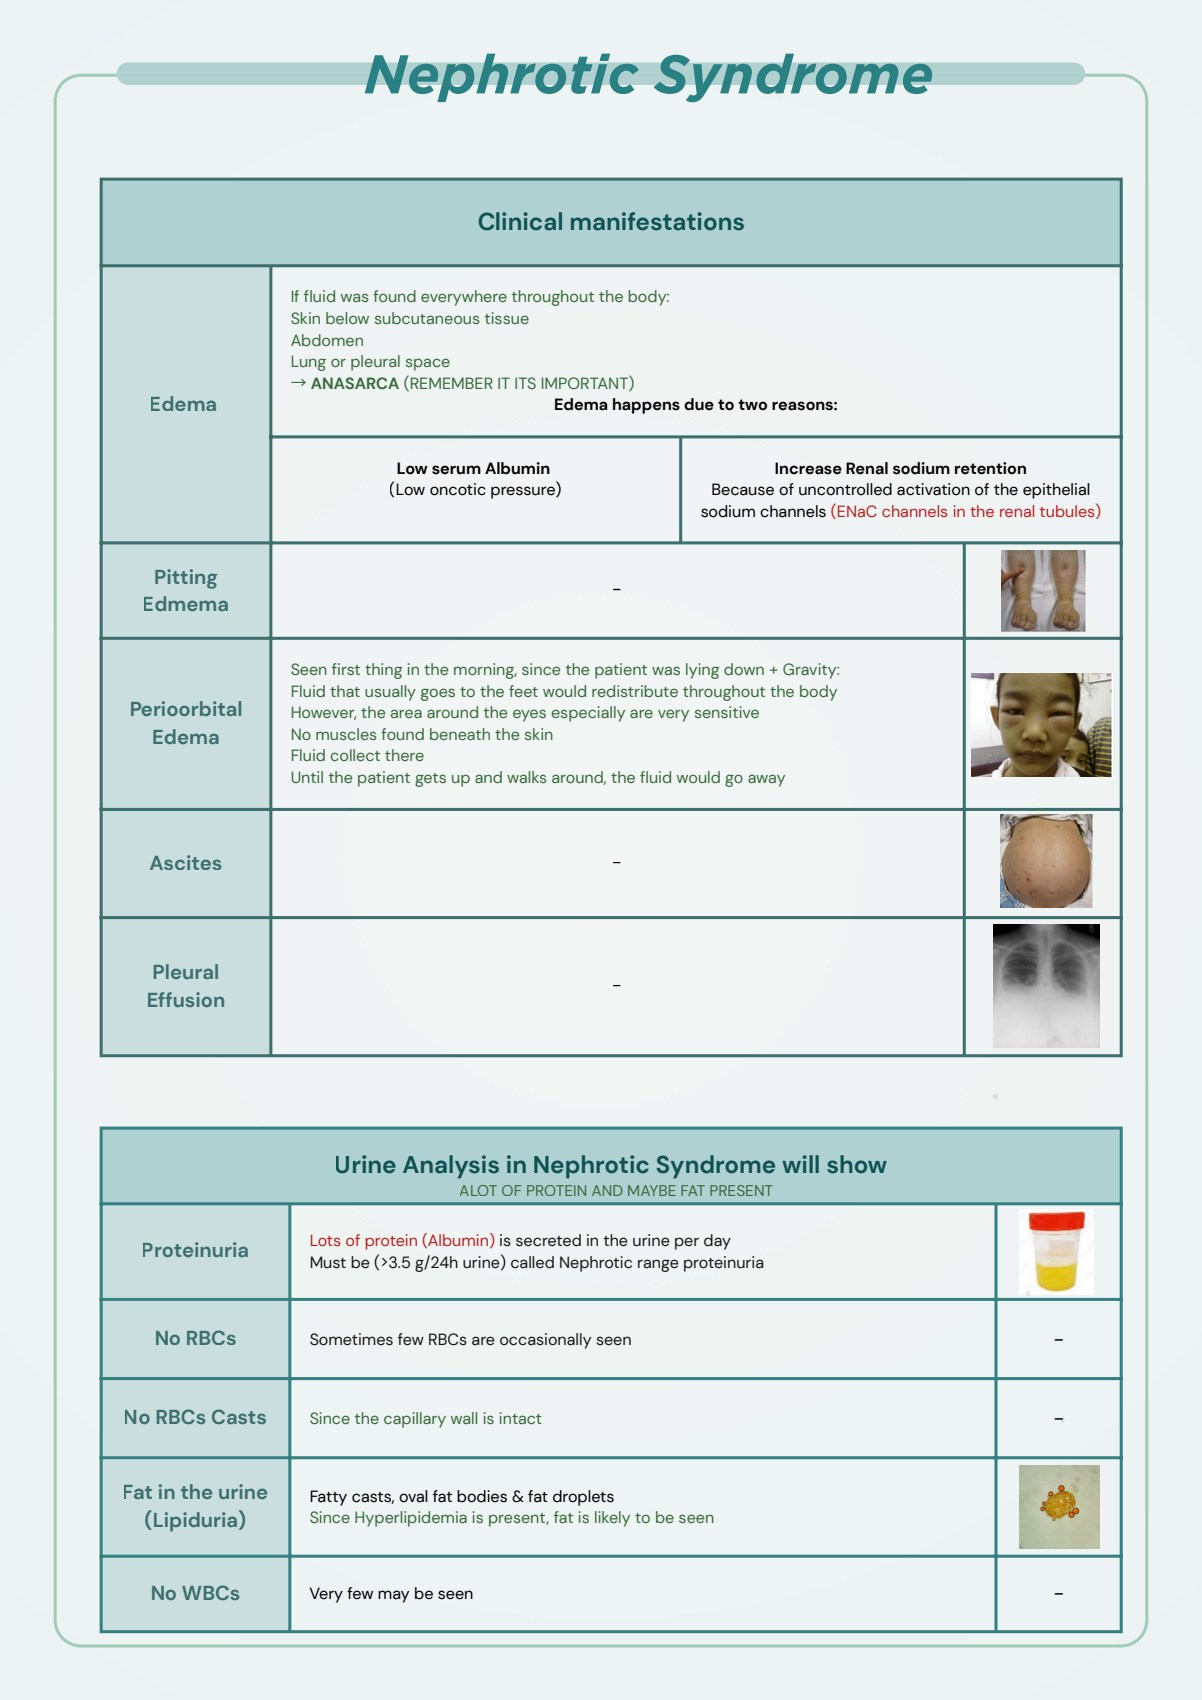 Nephrotic Syndrome
Clinical manifestations
Edema
If fluid was found everywhere throughout the body:
Skin below subcutaneous tissue
Abdomen
Lung or pleural space
→ ANASARCA (REMEMBER IT ITS IMPORTANT)
Edema happens due to two reasons:
Low serum Albumin
(Low oncotic pressure)
Increase Renal sodium retention
Because of uncontrolled activation of the epithelial
sodium channels (ENaC channels in the renal tubules)
Pitting
Edmema
-
Perioorbital
Edema
Seen first thing in the morning, since the patient was lying down + Gravity:
Fluid that usually goes to the feet would redistribute throughout the body
However, the area around the eyes especially are very sensitive
No muscles found beneath the skin
Fluid collect there
Until the patient gets up and walks around, the fluid would go away
Ascites
-
Pleural
Effusion
-
Urine Analysis in Nephrotic Syndrome will show
ALOT OF PROTEIN AND MAYBE FAT PRESENT
Proteinuria
Lots of protein (Albumin) is secreted in the urine per day
Must be (>3.5 g/24h urine) called Nephrotic range proteinuria
No RBCs
Sometimes few RBCs are occasionally seen
-
No RBCs Casts
Since the capillary wall is intact
-
Fat in the urine
(Lipiduria)
Fatty casts, oval fat bodies & fat droplets
Since Hyperlipidemia is present, fat is likely to be seen
No WBCs
Very few may be seen
-